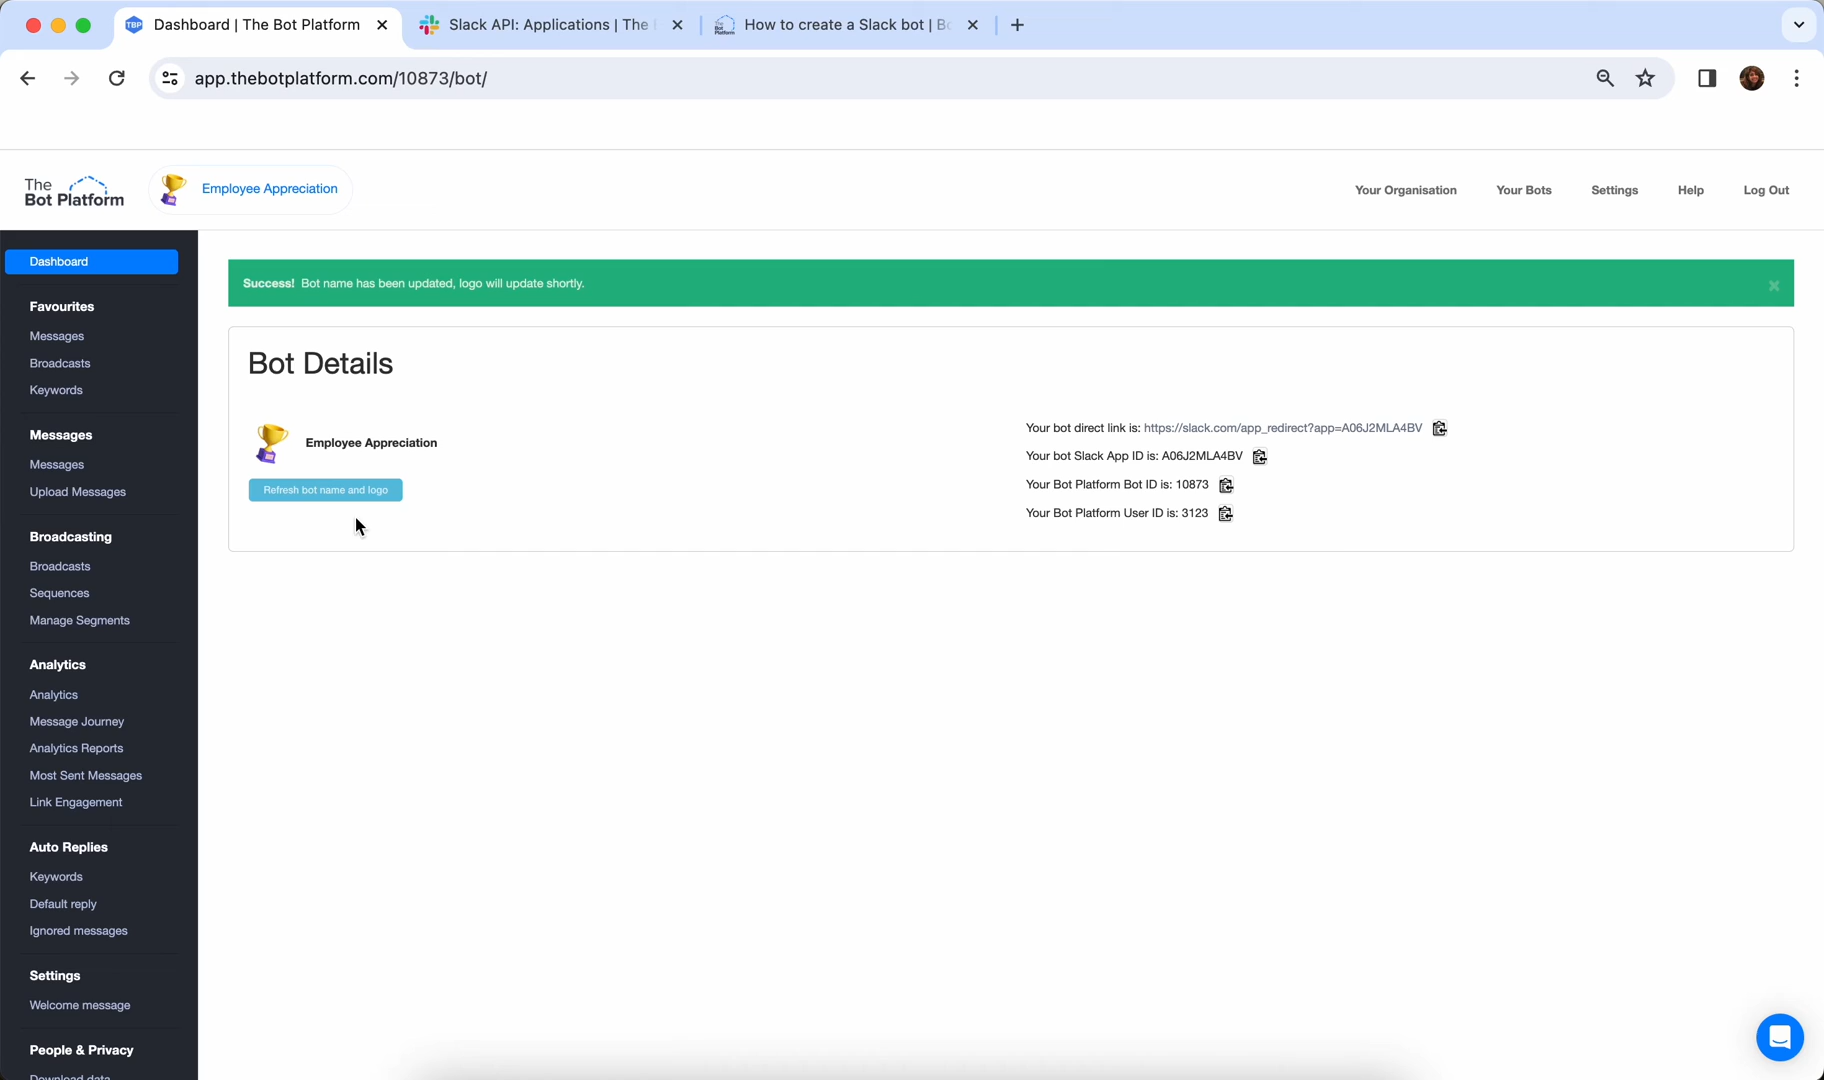 Dashboard | The Bot Platform
Slack API: Applications | The
How to create a Slack bot | B
app.thebotplatform.com/10873/bot/
The
Bot Platform
Employee Appreciation
Your Organisation
Your Bots
Settings
Help
Log Out
Dashboard
Favourites
Messages
Broadcasts
Keywords
Messages
Messages
Upload Messages
Broadcasting
Broadcasts
Sequences
Manage Segments
Analytics
Analytics
Message Journey
Analytics Reports
Most Sent Messages
Link Engagement
Auto Replies
Keywords
Default reply
Ignored messages
Settings
Welcome message
People & Privacy
Download data
Success! Bot name has been updated, logo will update shortly.
Bot Details
Employee Appreciation
Refresh bot name and logo
Your bot direct link is: https://slack.com/app_redirect?app=A06J2MLA4BV
Your bot Slack App ID is: A06J2MLA4BV
Your Bot Platform Bot ID is: 10873
Your Bot Platform User ID is: 3123